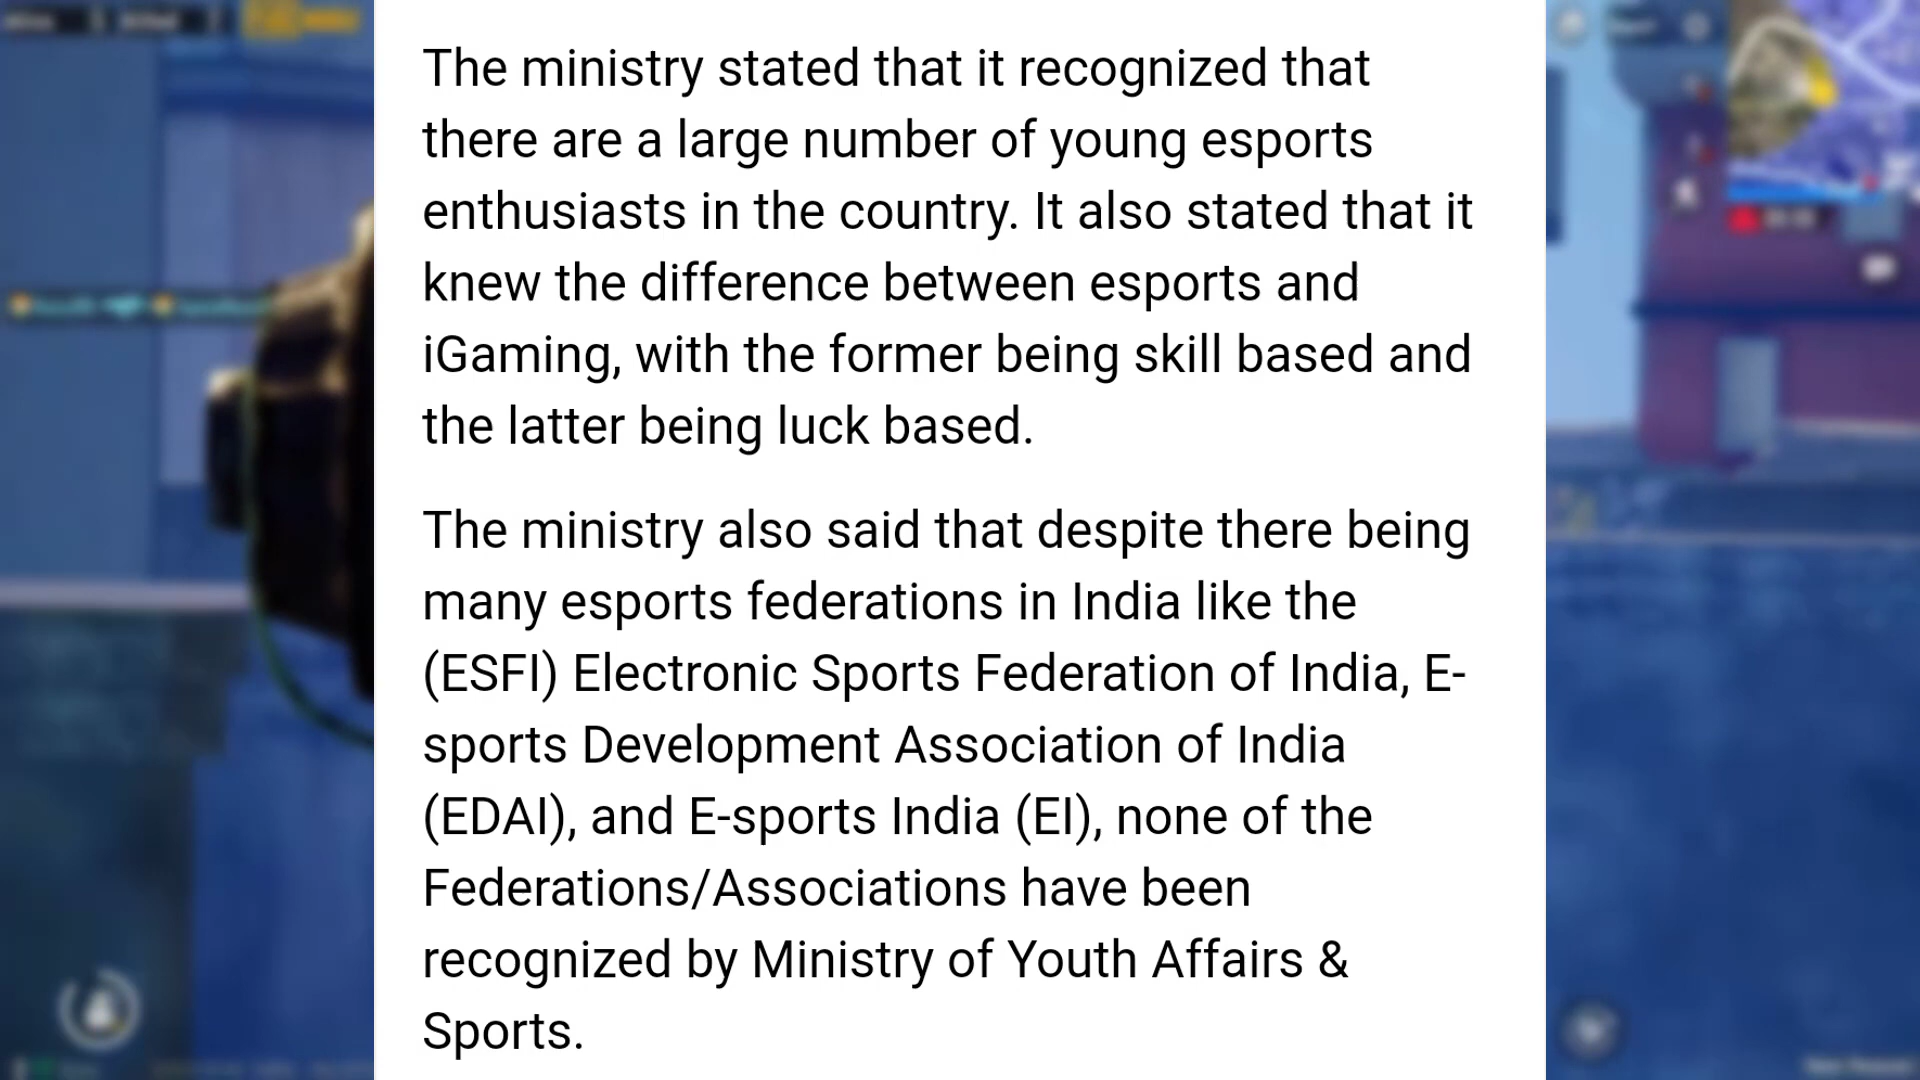 The ministry stated that it recognized that
there are a large number of young esports
enthusiasts in the country. It also stated that it
knew the difference between esports and
iGaming, with the former being skill based and
the latter being luck based.
The ministry also said that despite there being
many esports federations in India like the
(ESFI) Electronic Sports Federation of India, E-
sports Development Association of India
(EDAI), and E-sports India (EI), none of the
Federations/Associations have been
recognized by Ministry of Youth Affairs &
Sports.